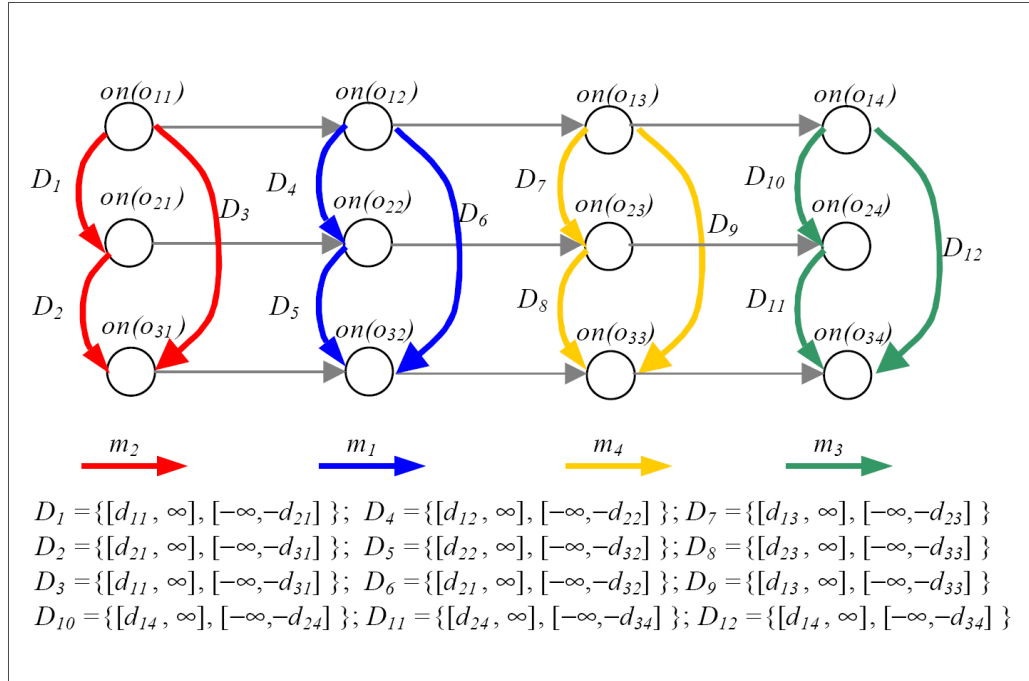 on(o₁₁) on(o₁₂) on(o₁₃) on(o₁₄)
D₁ D₃ D₄ D₆ D₇ D₉ D₁₀ D₁₂
on(o₂₁) on(o₂₂) on(o₂₃) on(o₂₄)
D₂ D₅ D₈ D₁₁
on(o₃₁) on(o₃₂) on(o₃₃) on(o₃₄)
m₂ m₁ m₄ m₃
D₁ ={[d₁₁, ∞], [−∞,−d₂₁] }; D₄ ={[d₁₂, ∞], [−∞,−d₂₂] }; D₇ ={[d₁₃, ∞], [−∞,−d₂₃] }
D₂ ={[d₂₁, ∞], [−∞,−d₃₁] }; D₅ ={[d₂₂, ∞], [−∞,−d₃₂] }; D₈ ={[d₂₃, ∞], [−∞,−d₃₃] }
D₃ ={[d₁₁, ∞], [−∞,−d₃₁] }; D₆ ={[d₂₁, ∞], [−∞,−d₃₂] }; D₉ ={[d₁₃, ∞], [−∞,−d₃₃] }
D₁₀ ={[d₁₄, ∞], [−∞,−d₂₄] }; D₁₁ ={[d₂₄, ∞], [−∞,−d₃₄] }; D₁₂ ={[d₁₄, ∞], [−∞,−d₃₄] }